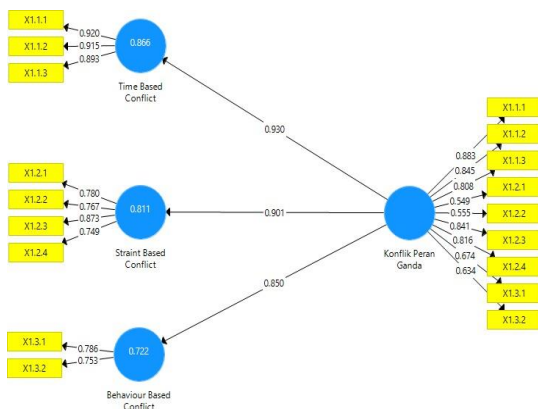 X1.1.1
0.920
X1.1.2
0.915
X1.1.3
0.893
0.866
Time Based
Conflict
0.930
X1.2.1
0.780
X1.2.2
0.767
X1.2.3
0.873
X1.2.4
0.749
0.811
Straint Based
Conflict
0.901
X1.3.1
0.786
X1.3.2
0.753
0.722
Behaviour Based
Conflict
0.850
Konflik Peran
Ganda
0.883
0.845
0.808
0.549
0.555
0.841
0.816
0.674
0.634
X1.1.1
X1.1.2
X1.1.3
X1.2.1
X1.2.2
X1.2.3
X1.2.4
X1.3.1
X1.3.2